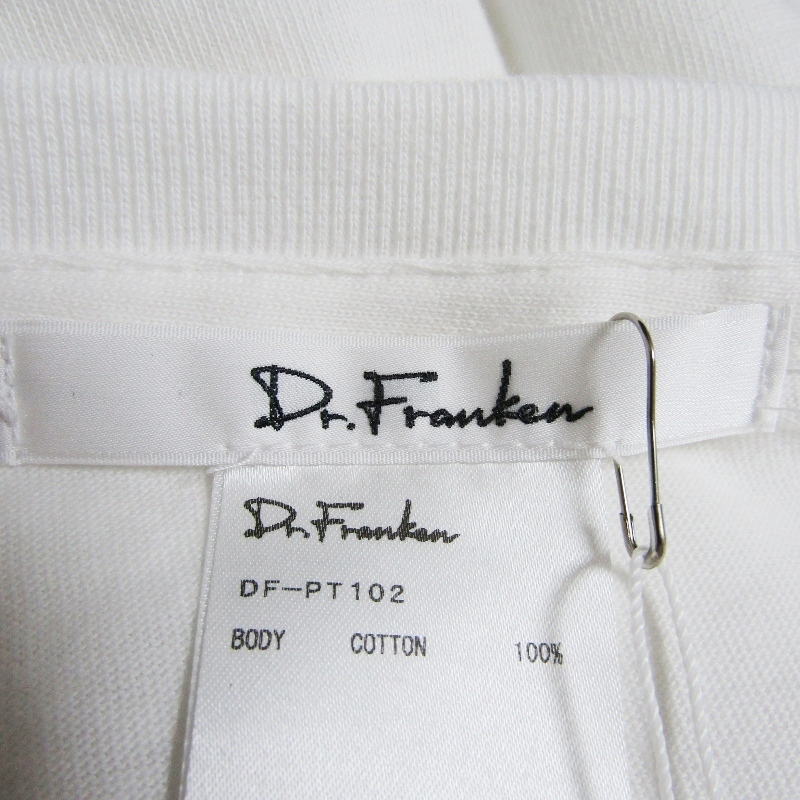 Dr.Franken
Dr.Franken
DF-PT102
BODY COTTON 100%